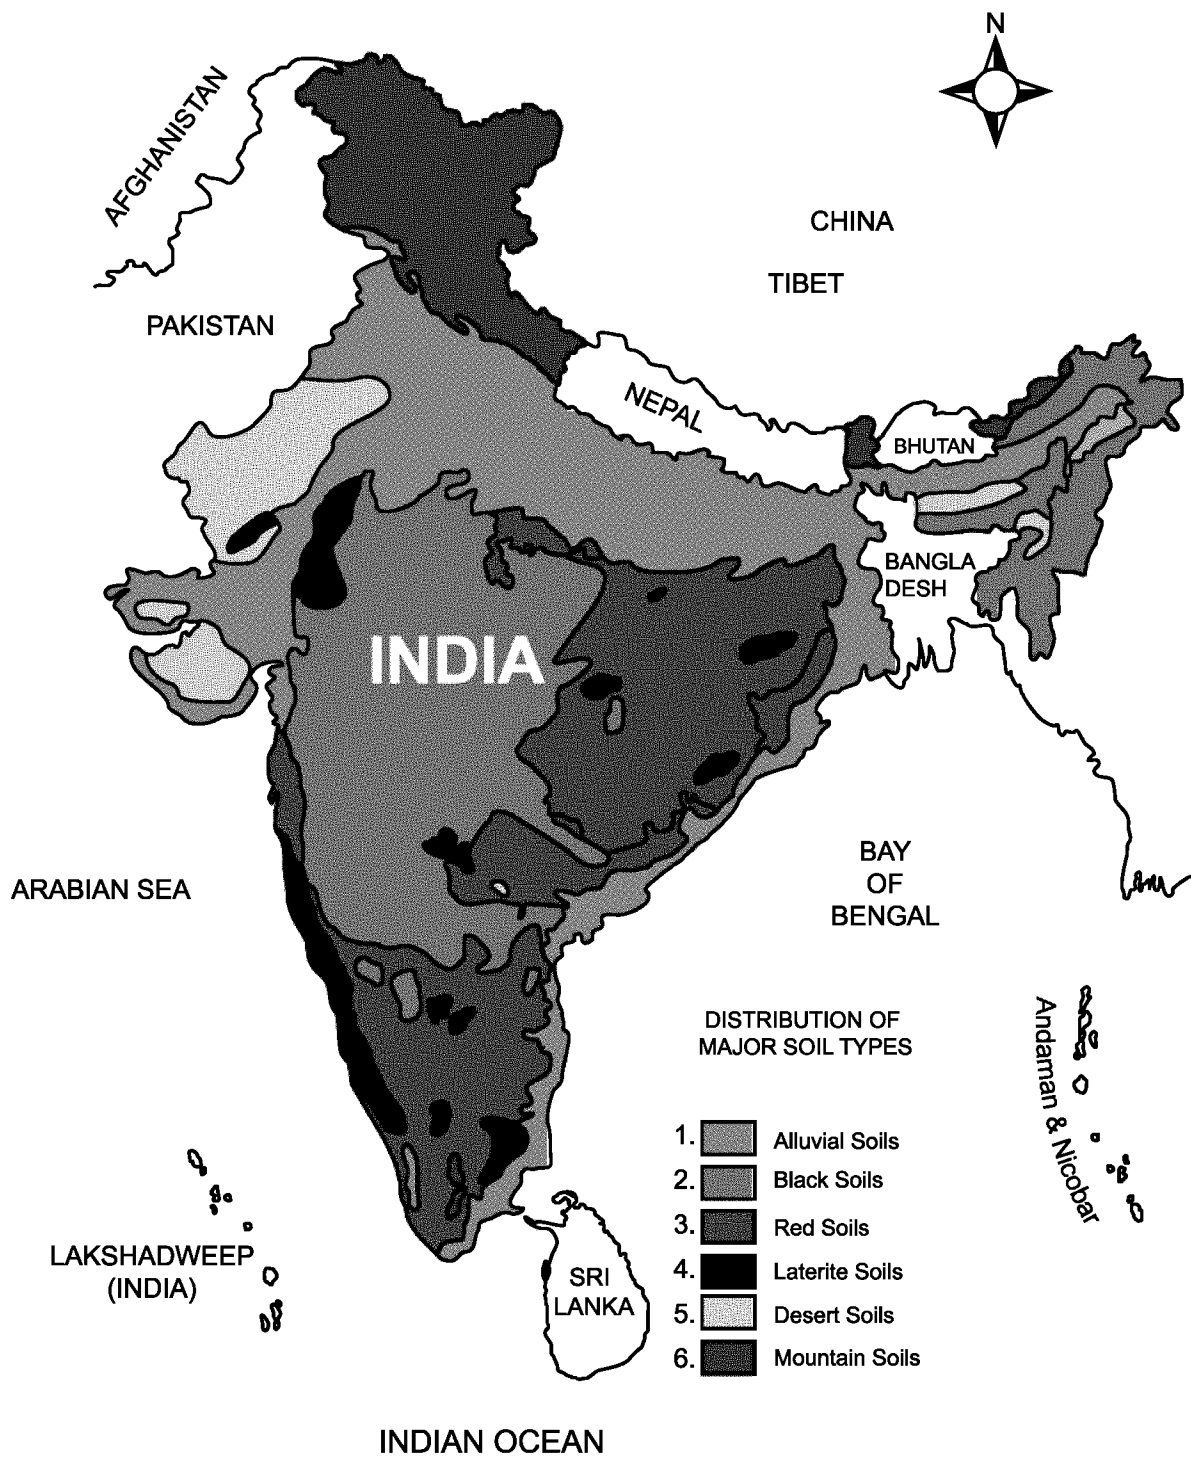 N
AFGHANISTAN
CHINA
TIBET
PAKISTAN
NEPAL
BHUTAN
BANGLA
DESH
INDIA
ARABIAN SEA
BAY
OF
BENGAL
DISTRIBUTION OF
MAJOR SOIL TYPES
Andaman & Nicobar
1. Alluvial Soils
2. Black Soils
3. Red Soils
4. Laterite Soils
5. Desert Soils
6. Mountain Soils
LAKSHADWEEP
(INDIA)
SRI
LANKA
INDIAN OCEAN